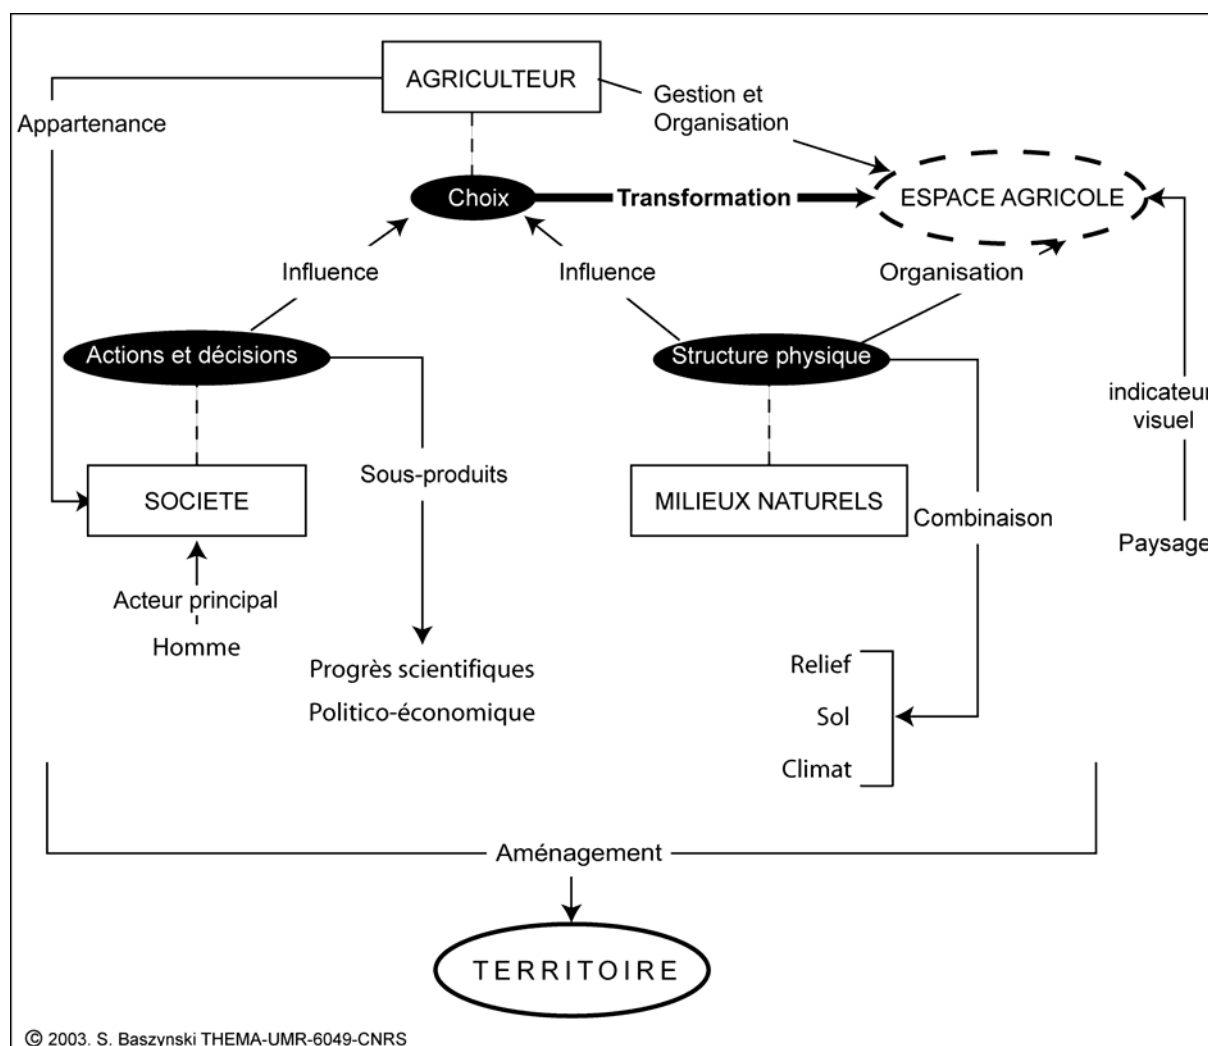 AGRICULTEUR
Gestion et
Organisation
Appartenance
Choix
Transformation
ESPACE AGRICOLE
Influence
Influence
Organisation
Actions et décisions
Structure physique
indicateur
visuel
Sous-produits
SOCIETE
MILIEUX NATURELS
Combinaison
Paysage
Acteur principal
Homme
Progrès scientifiques
Politico-économique
Relief
Sol
Climat
Aménagement
TERRITOIRE
© 2003. S. Baszynski THEMA-UMR-6049-CNRS